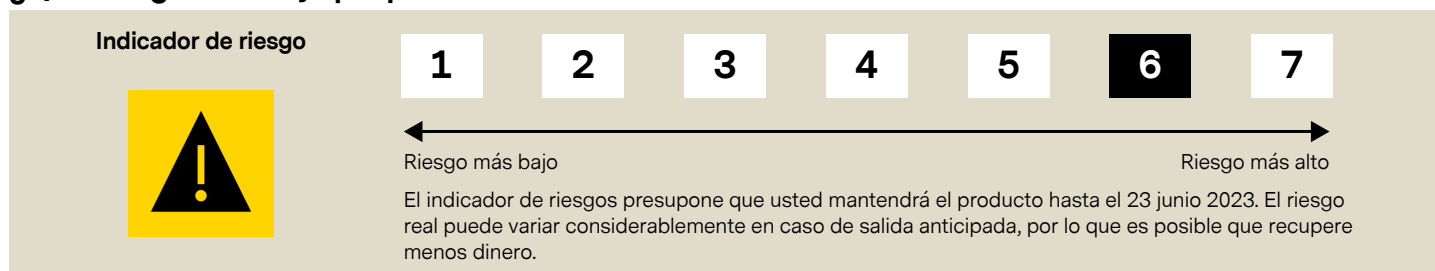 Indicador de riesgo
1 2 3 4 5 6 7
Riesgo más bajo Riesgo más alto
El indicador de riesgos presupone que usted mantendrá el producto hasta el 23 junio 2023. El riesgo
real puede variar considerablemente en caso de salida anticipada, por lo que es posible que recupere
menos dinero.